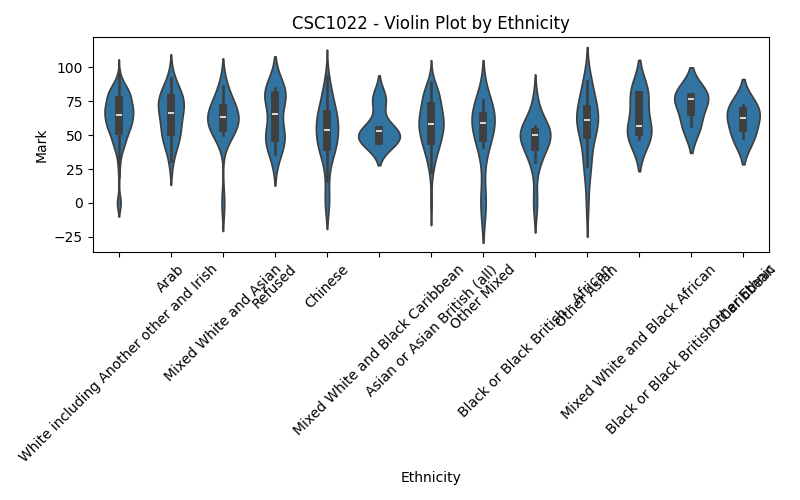 CSC1022 - Violin Plot by Ethnicity
Mark
100
75
50
25
0
−25
White including Another other and Irish
Arab
Mixed White and Asian
Refused
Chinese
Mixed White and Black Caribbean
Asian or Asian British (all)
Other Mixed
Black or Black British - African
Other Asian
Mixed White and Black African
Black or Black British - Caribbean
Other Ethnic
Ethnicity